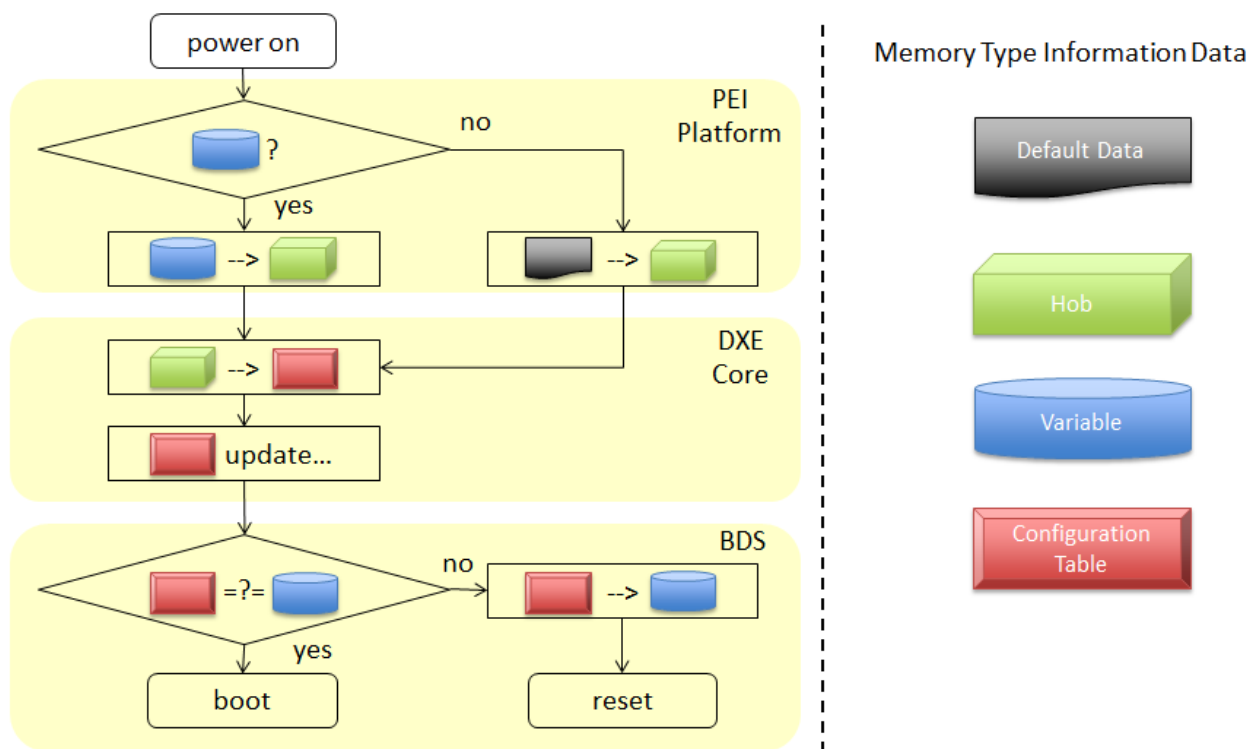 power on
PEI
Platform
?
no
yes
-->
-->
DXE
Core
-->
update...
BDS
=?=
no
-->
yes
boot
reset
Memory Type Information Data
Default Data
Hob
Variable
Configuration
Table